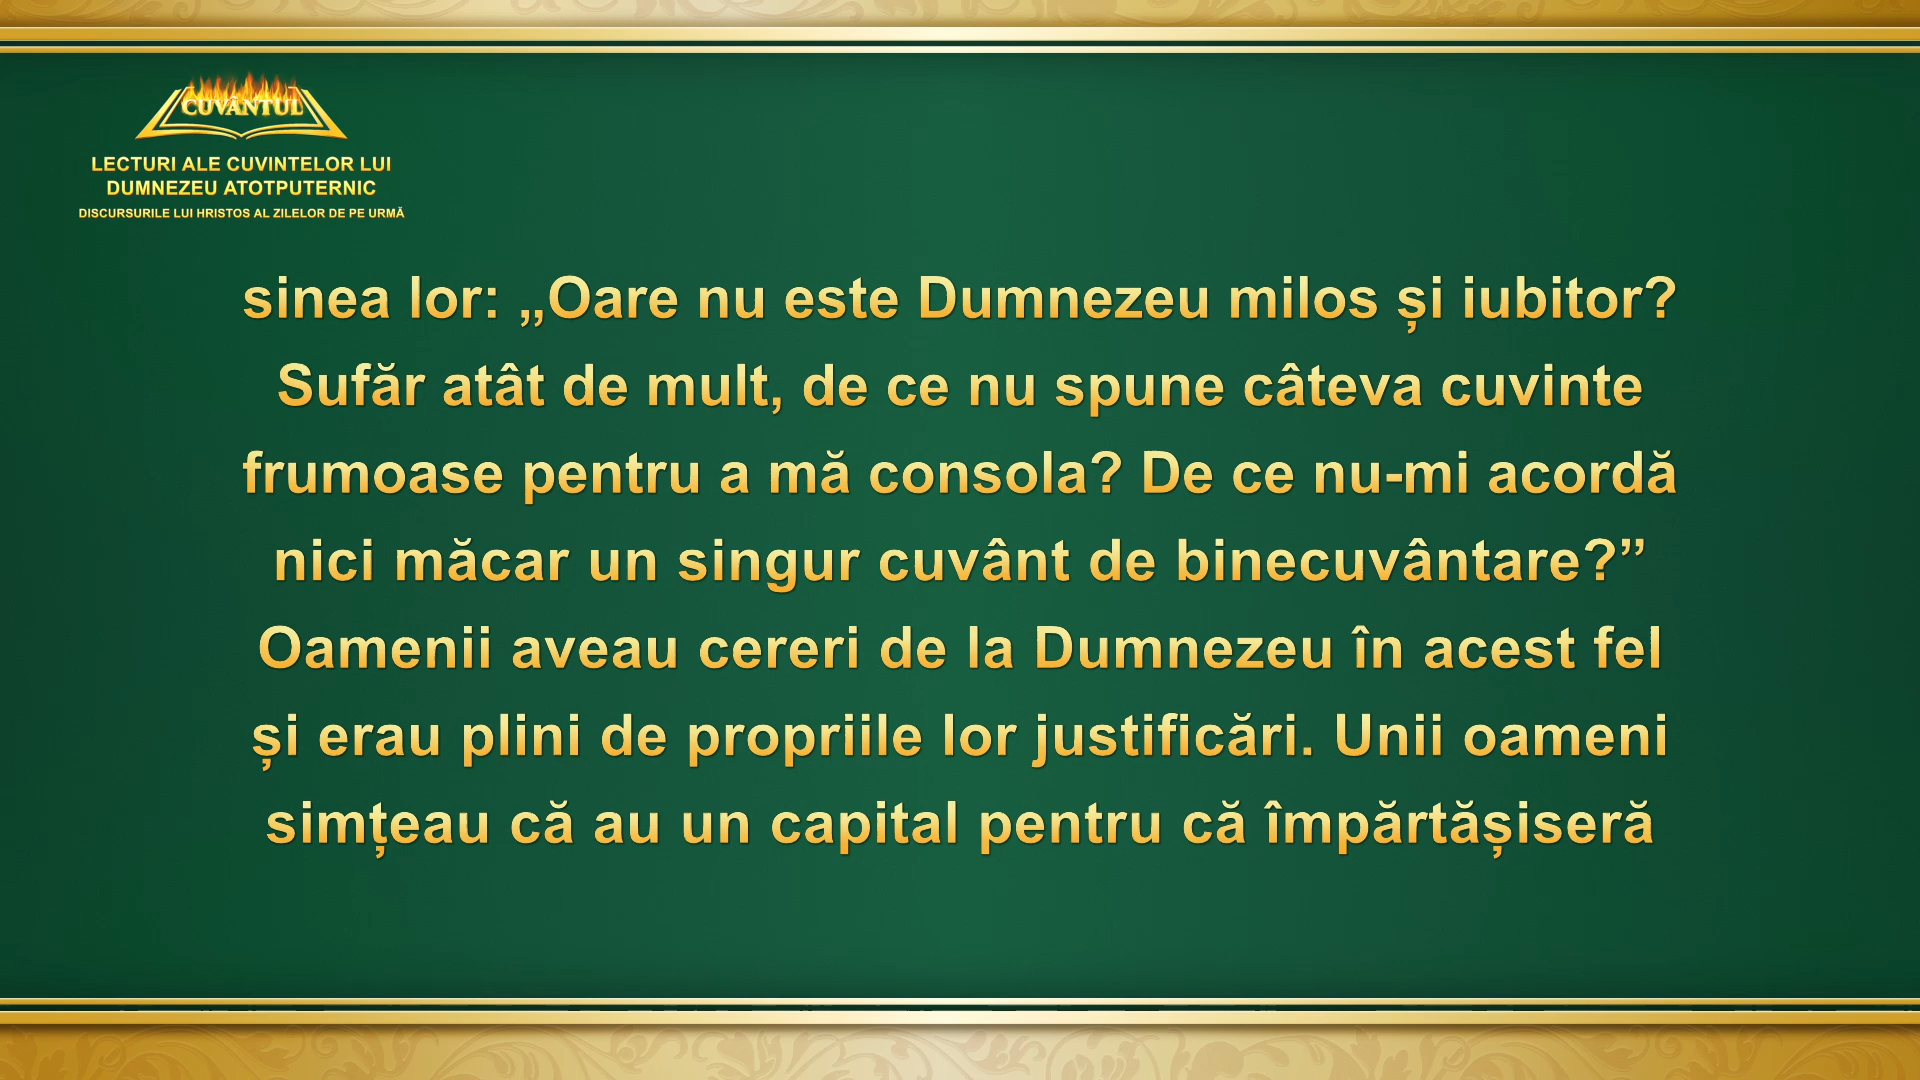 CUVÂNTUL
LECTURI ALE CUVINTELOR LUI
DUMNEZEU ATOTPUTERNIC
DISCURSURILE LUI HRISTOS AL ZILELOR DE PE URMĂ
sinea lor: „Oare nu este Dumnezeu milos și iubitor?
Sufăr atât de mult, de ce nu spune câteva cuvinte
frumoase pentru a mă consola? De ce nu-mi acordă
nici măcar un singur cuvânt de binecuvântare?”
Oamenii aveau cereri de la Dumnezeu în acest fel
și erau plini de propriile lor justificări. Unii oameni
simțeau că au un capital pentru că împărtășiseră